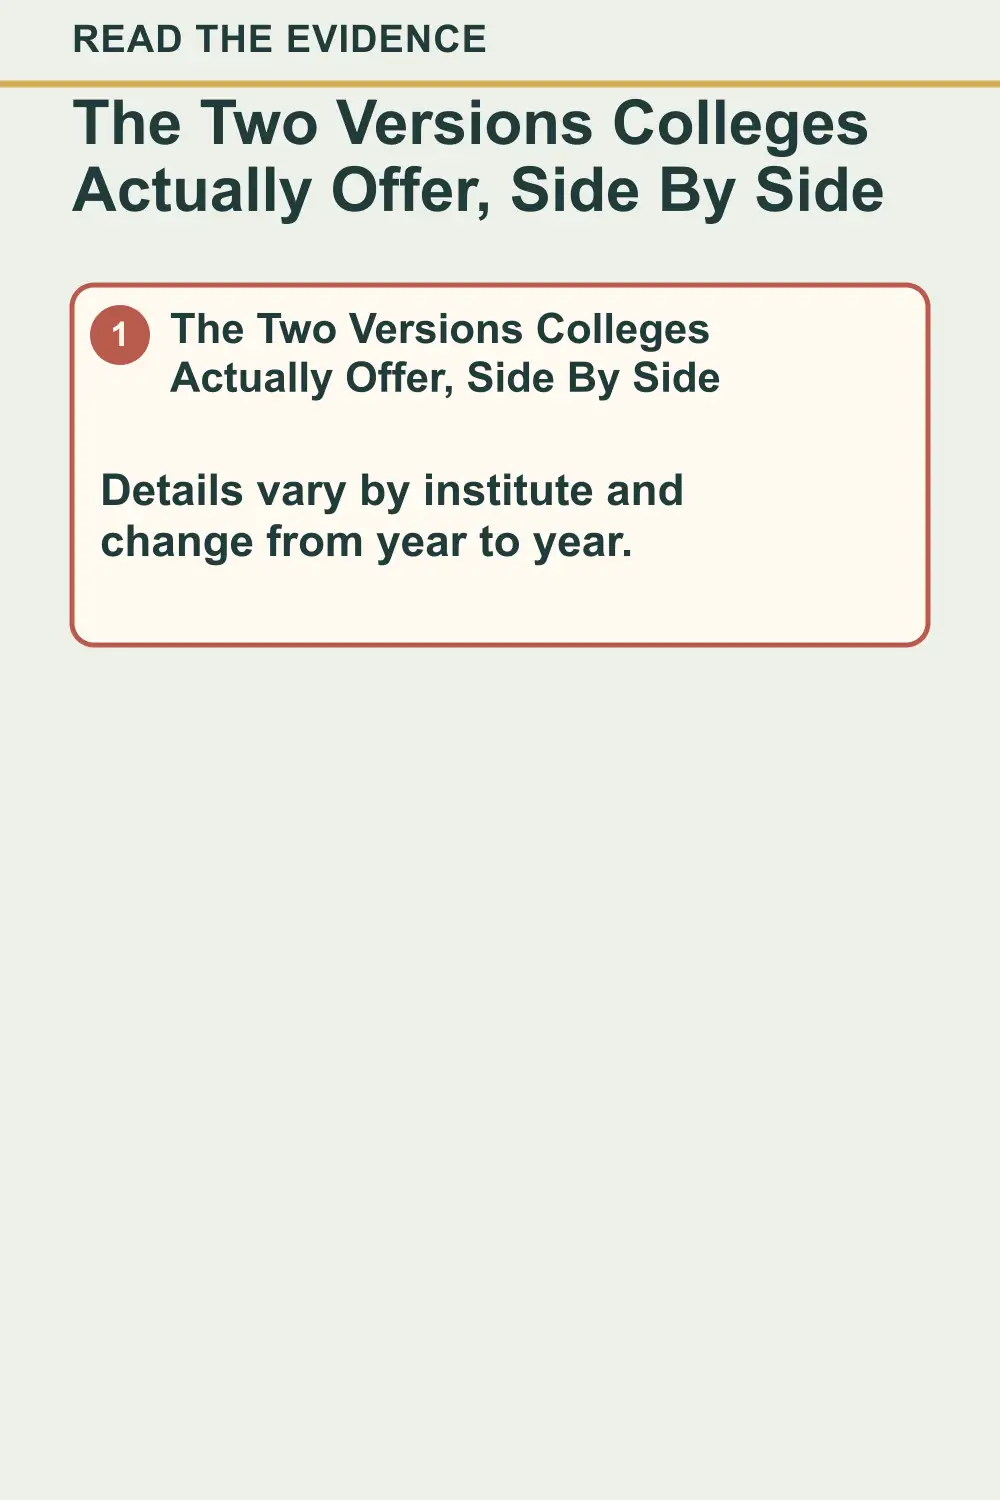 READ THE EVIDENCE
The Two Versions Colleges
Actually Offer, Side By Side
1
The Two Versions Colleges
Actually Offer, Side By Side
Details vary by institute and
change from year to year.